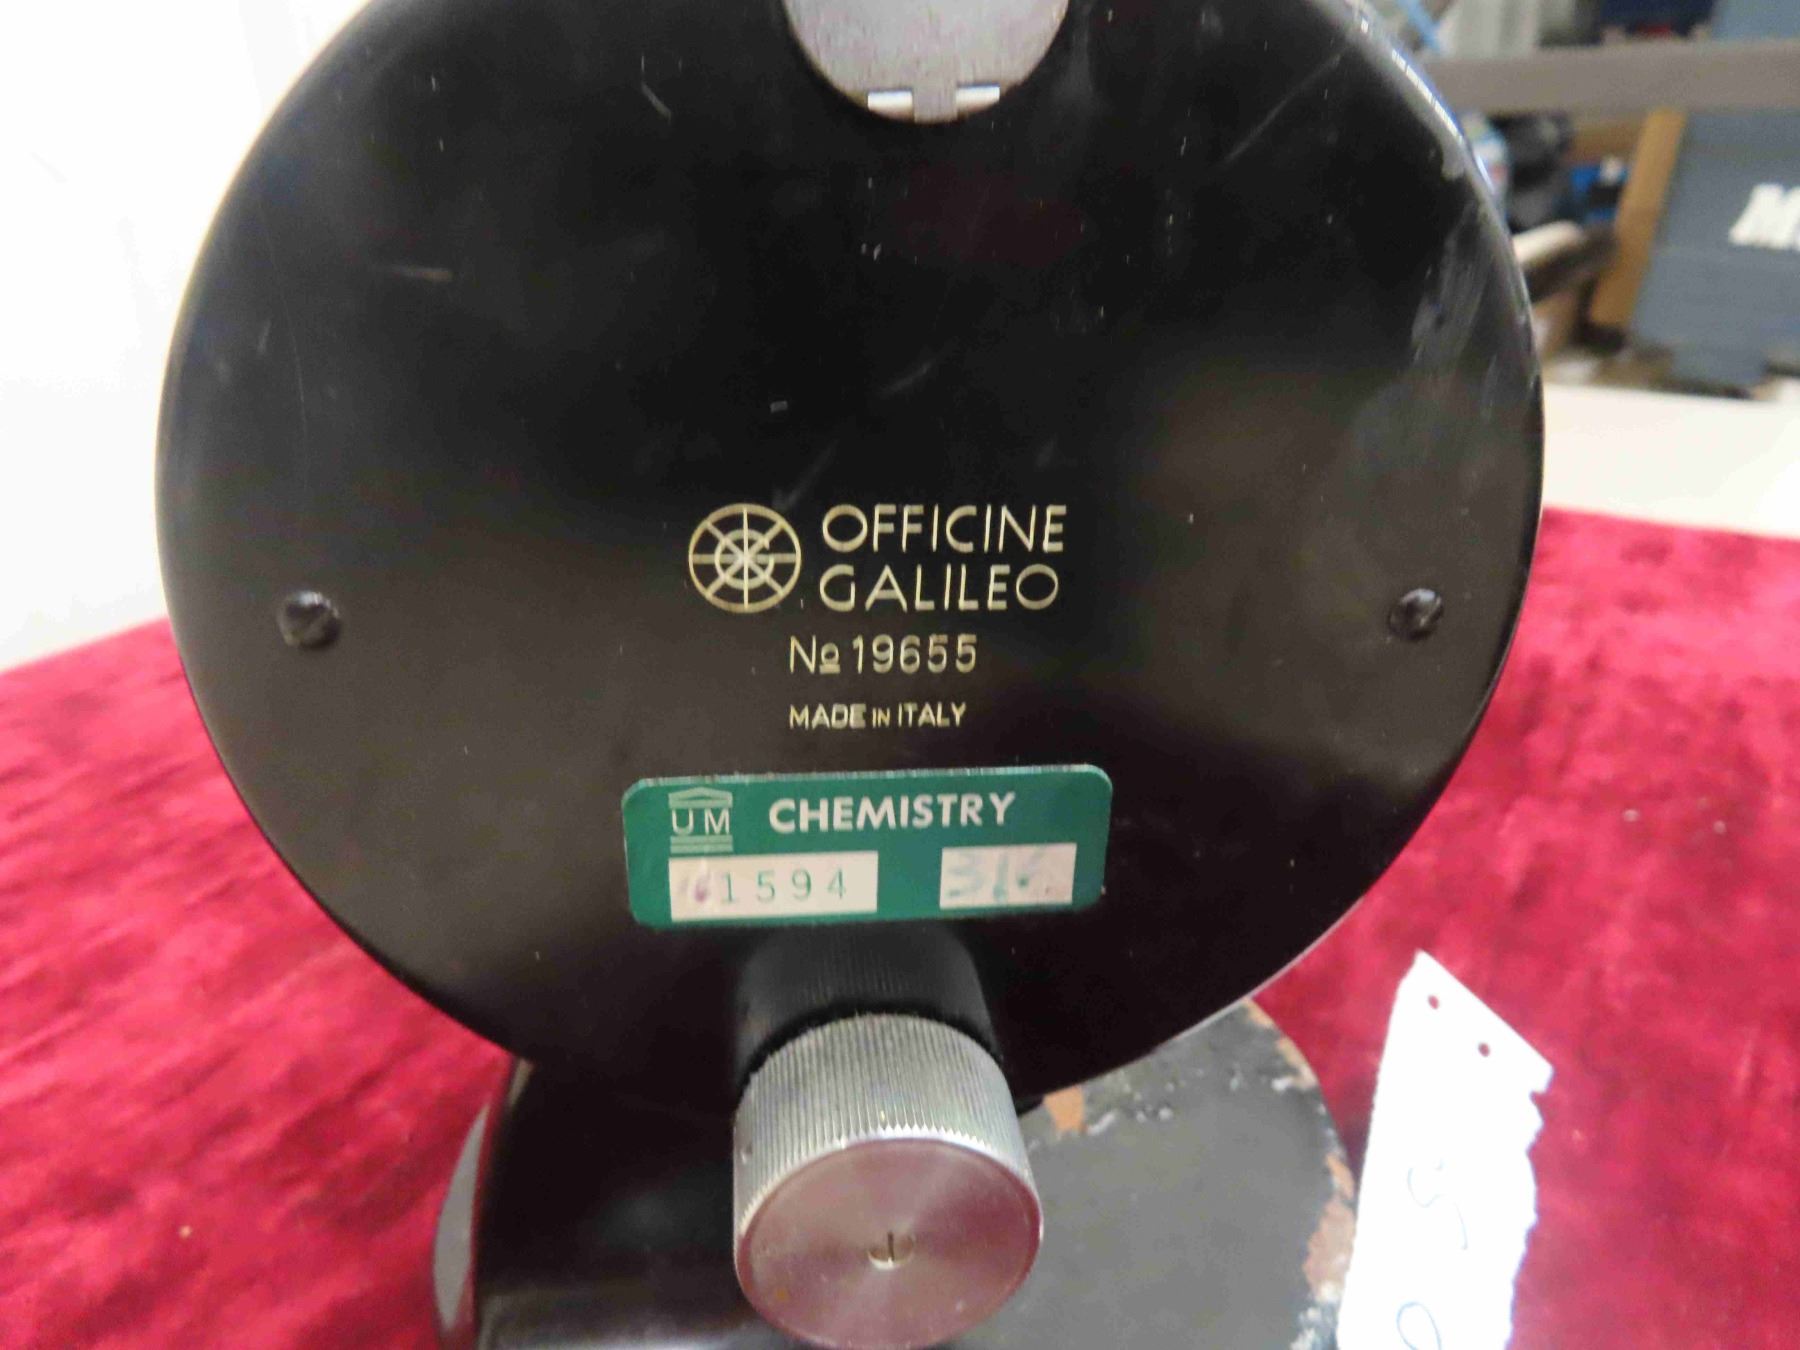 OFFICINE
GALILEO
No 19655
MADE IN ITALY
UM CHEMISTRY
1594